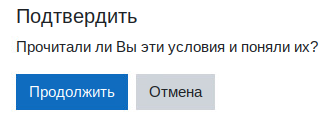 Подтвердить
Прочитали ли Вы эти условия и поняли их?
Продолжить
Отмена